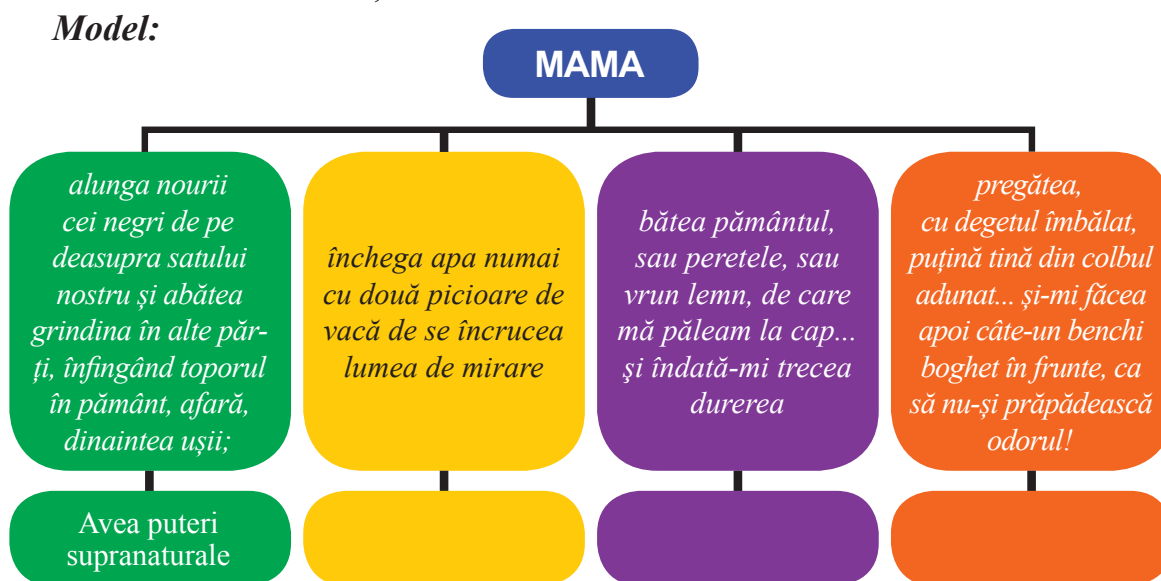 Model:
MAMA
alunga nourii
cei negri de pe
deasupra satului
nostru și abătea
grindina în alte păr-
ți, înfingând toporul
în pământ, afară,
dinaintea ușii;
închega apa numai
cu două picioare de
vacă de se încrucea
lumea de mirare
bătea pământul,
sau peretele, sau
vrun lemn, de care
mă păleam la cap...
şi îndată-mi trecea
durerea
pregătea,
cu degetul îmbălat,
puțină tină din colbul
adunat... și-mi făcea
apoi câte-un benchi
boghet în frunte, ca
să nu-și prăpădească
odorul!
Avea puteri
supranaturale